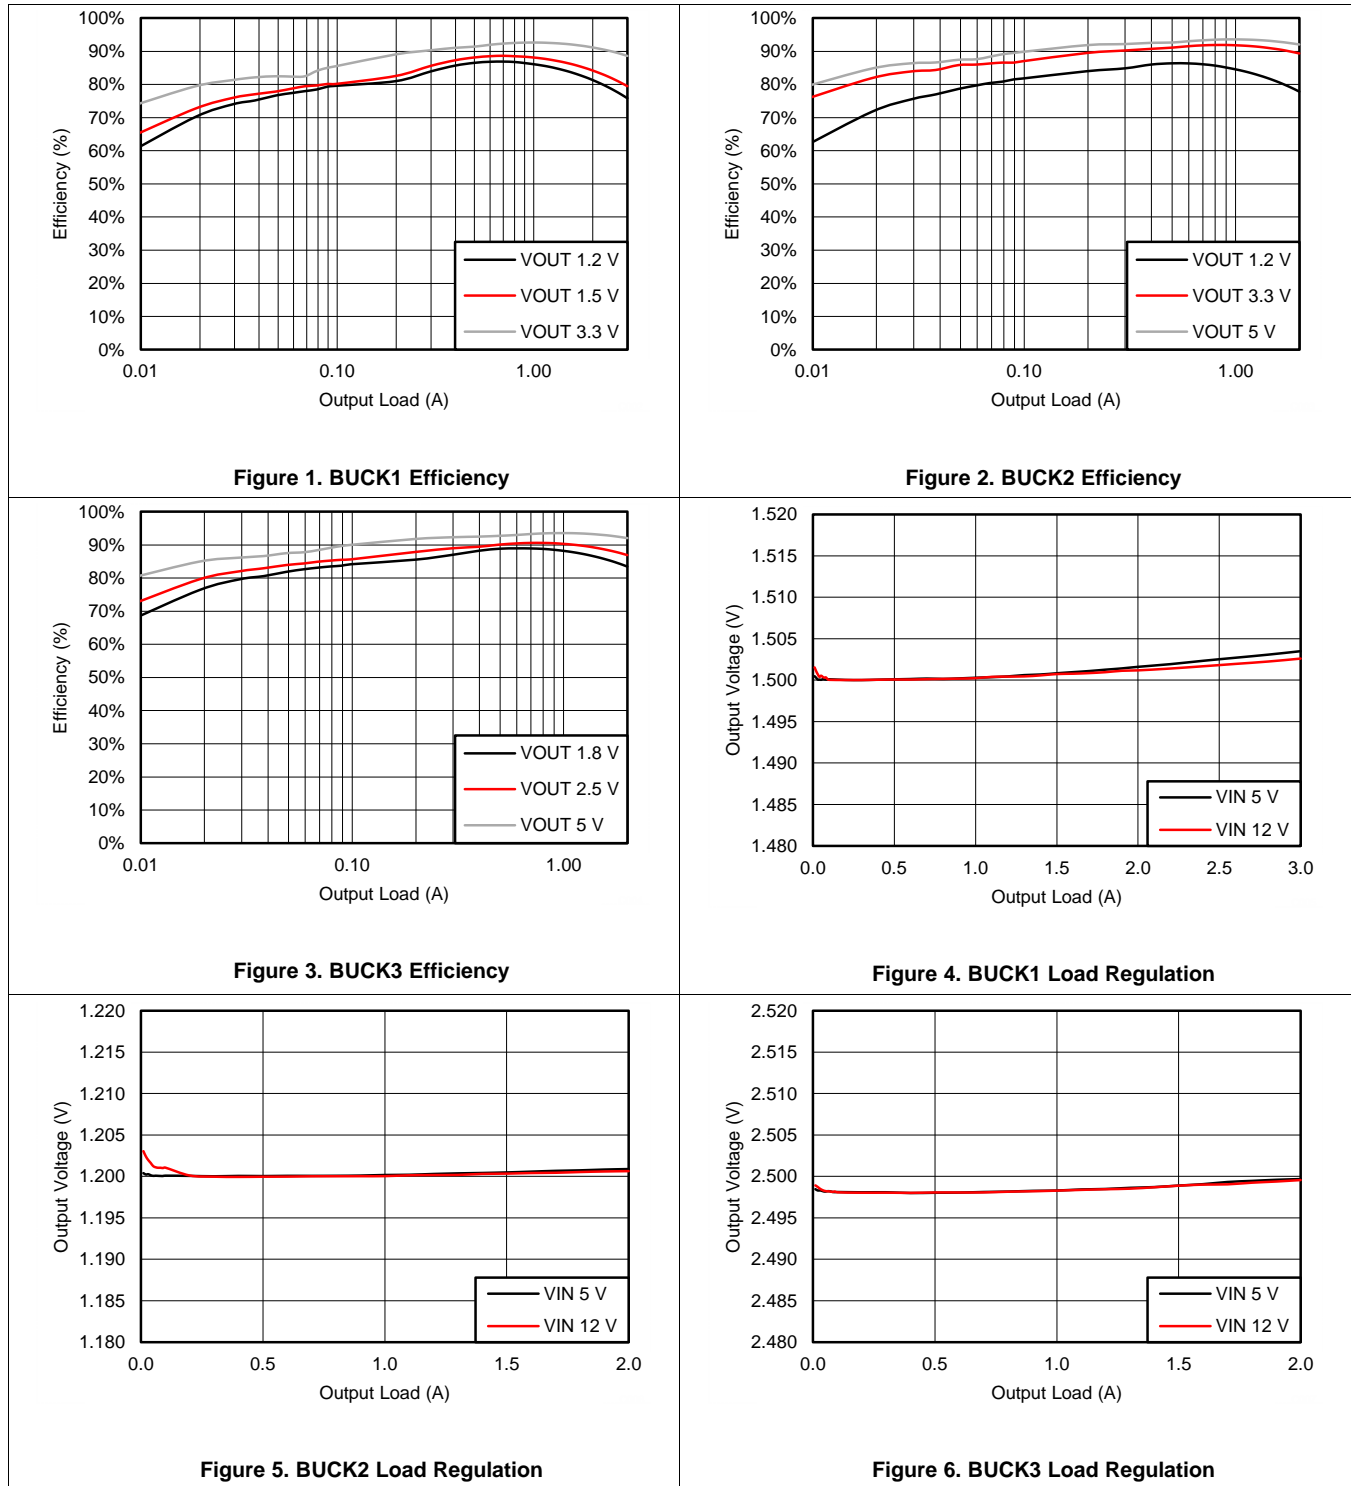 100%
90%
80%
70%
60%
50%
40%
30%
20%
10%
0%
Efficiency (%)
0.01
0.10
1.00
Output Load (A)
VOUT 1.2 V
VOUT 1.5 V
VOUT 3.3 V
Figure 1. BUCK1 Efficiency
100%
90%
80%
70%
60%
50%
40%
30%
20%
10%
0%
Efficiency (%)
0.01
0.10
1.00
Output Load (A)
VOUT 1.2 V
VOUT 3.3 V
VOUT 5 V
Figure 2. BUCK2 Efficiency
100%
90%
80%
70%
60%
50%
40%
30%
20%
10%
0%
Efficiency (%)
0.01
0.10
1.00
Output Load (A)
VOUT 1.8 V
VOUT 2.5 V
VOUT 5 V
Figure 3. BUCK3 Efficiency
1.520
1.515
1.510
1.505
1.500
1.495
1.490
1.485
1.480
Output Voltage (V)
0.0
0.5
1.0
1.5
2.0
2.5
3.0
Output Load (A)
VIN 5 V
VIN 12 V
Figure 4. BUCK1 Load Regulation
1.220
1.215
1.210
1.205
1.200
1.195
1.190
1.185
1.180
Output Voltage (V)
0.0
0.5
1.0
1.5
2.0
Output Load (A)
VIN 5 V
VIN 12 V
Figure 5. BUCK2 Load Regulation
2.520
2.515
2.510
2.505
2.500
2.495
2.490
2.485
2.480
Output Voltage (V)
0.0
0.5
1.0
1.5
2.0
Output Load (A)
VIN 5 V
VIN 12 V
Figure 6. BUCK3 Load Regulation